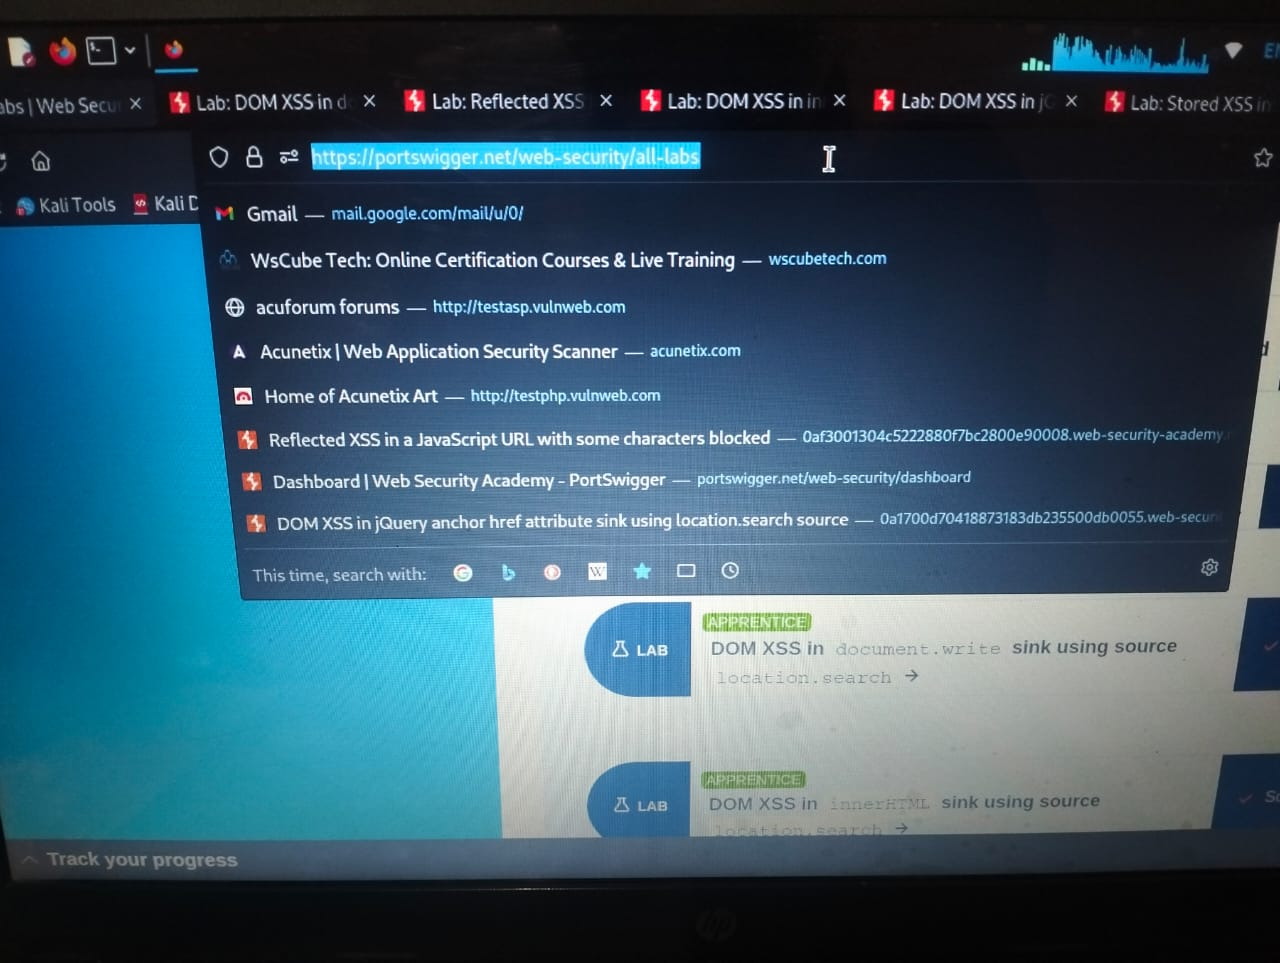 EN
abs | Web Secu
Lab: DOM XSS in d
Lab: Reflected XSS
Lab: DOM XSS in in
Lab: DOM XSS in jQ
Lab: Stored XSS in
https://portswigger.net/web-security/all-labs
Kali Tools
Kali D
Gmail — mail.google.com/mail/u/0/
WsCube Tech: Online Certification Courses & Live Training — wscubetech.com
acuforum forums — http://testasp.vulnweb.com
Acunetix | Web Application Security Scanner — acunetix.com
Home of Acunetix Art — http://testphp.vulnweb.com
Reflected XSS in a JavaScript URL with some characters blocked — 0af3001304c5222880f7bc2800e90008.web-security-academy.
Dashboard | Web Security Academy - PortSwigger — portswigger.net/web-security/dashboard
DOM XSS in jQuery anchor href attribute sink using location.search source — 0a1700d70418873183db235500db0055.web-securi
This time, search with:
APPRENTICE
LAB
DOM XSS in document.write sink using source
location.search →
APPRENTICE
LAB
DOM XSS in innerHTML sink using source
location.search →
Track your progress
hp